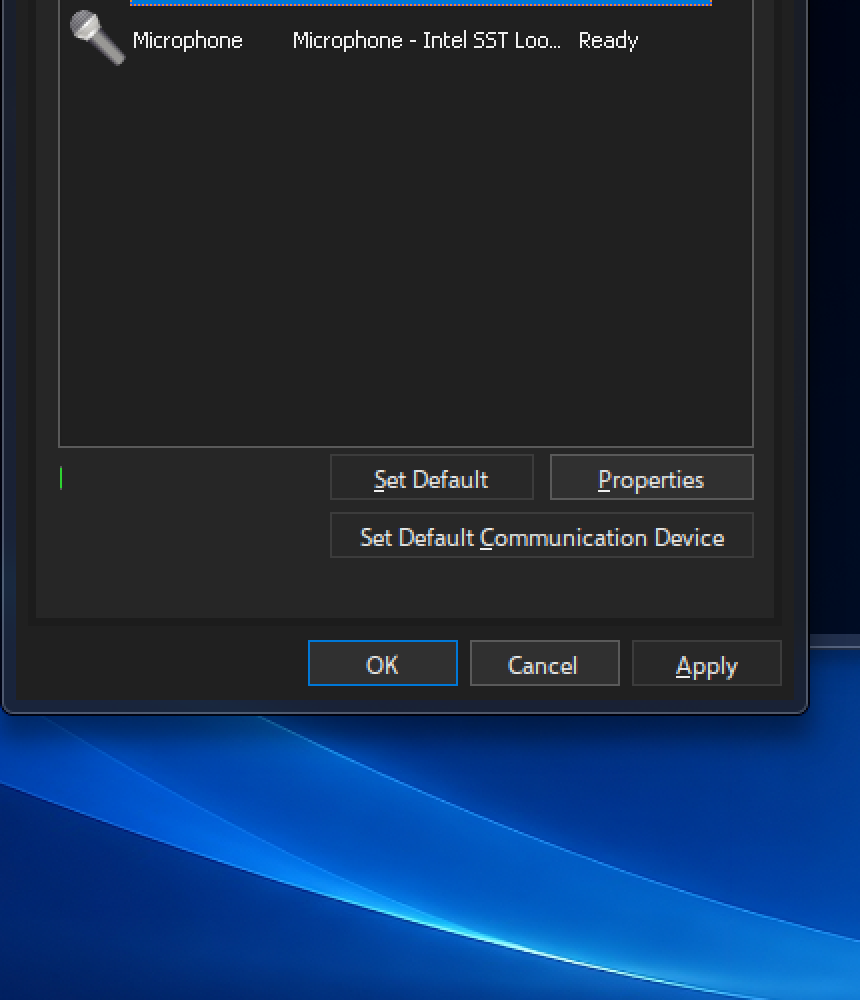 Microphone Microphone - Intel SST Loo... Ready
Set Default Properties
Set Default Communication Device
OK Cancel Apply